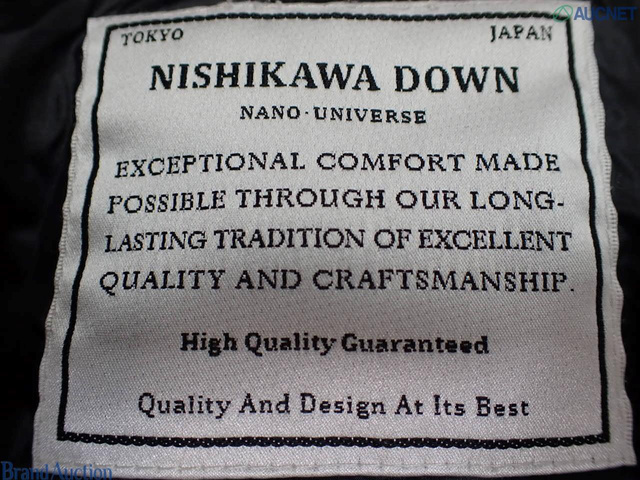 AUCNET
TOKYO JAPAN
NISHIKAWA DOWN
NANO·UNIVERSE
EXCEPTIONAL COMFORT MADE
POSSIBLE THROUGH OUR LONG-
LASTING TRADITION OF EXCELLENT
QUALITY AND CRAFTSMANSHIP.
High Quality Guaranteed
Quality And Design At Its Best
Brand Auction